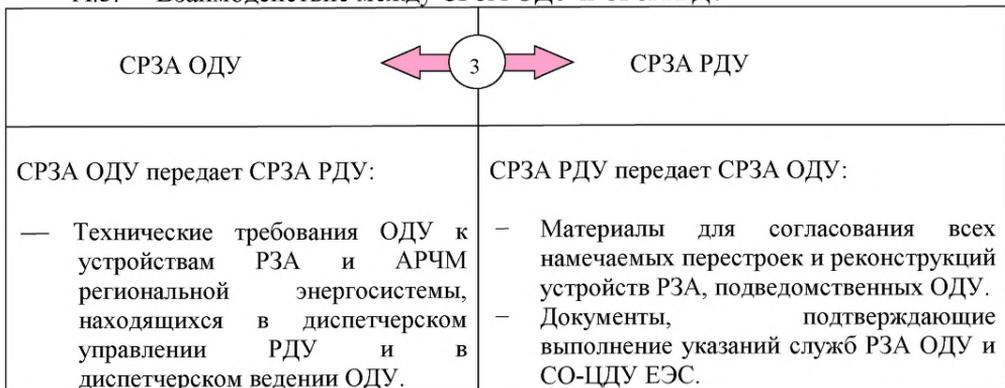 СРЗА ОДУ
3
СРЗА РДУ
СРЗА ОДУ передает СРЗА РДУ:
— Технические требования ОДУ к
устройствам РЗА и АРЧМ
региональной энергосистемы,
находящихся в диспетчерском
управлении РДУ и в
диспетчерском ведении ОДУ.
СРЗА РДУ передает СРЗА ОДУ:
− Материалы для согласования всех
намечаемых перестроек и реконструкций
устройств РЗА, подведомственных ОДУ.
− Документы, подтверждающие
выполнение указаний служб РЗА ОДУ и
СО-ЦДУ ЕЭС.